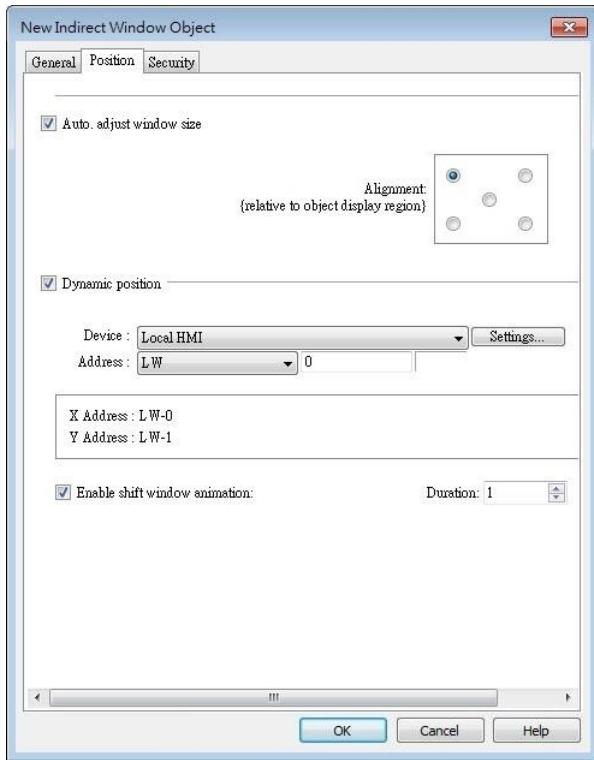 New Indirect Window Object
General Position Security
Auto. adjust window size
Alignment:
{relative to object display region}
Dynamic position
Device : Local HMI Settings...
Address : LW 0
X Address : LW-0
Y Address : LW-1
Enable shift window animation: Duration: 1
OK Cancel Help